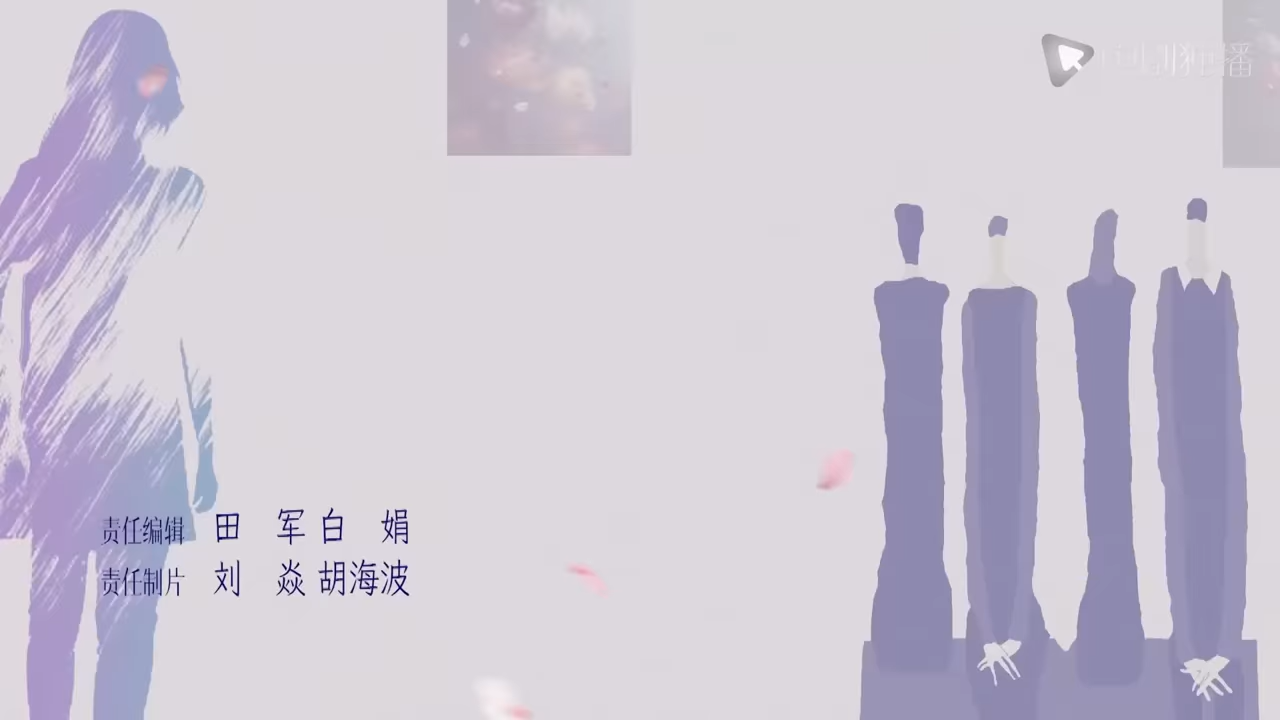 责任编辑 田 军 白 娟
责任制片 刘 焱 胡海波